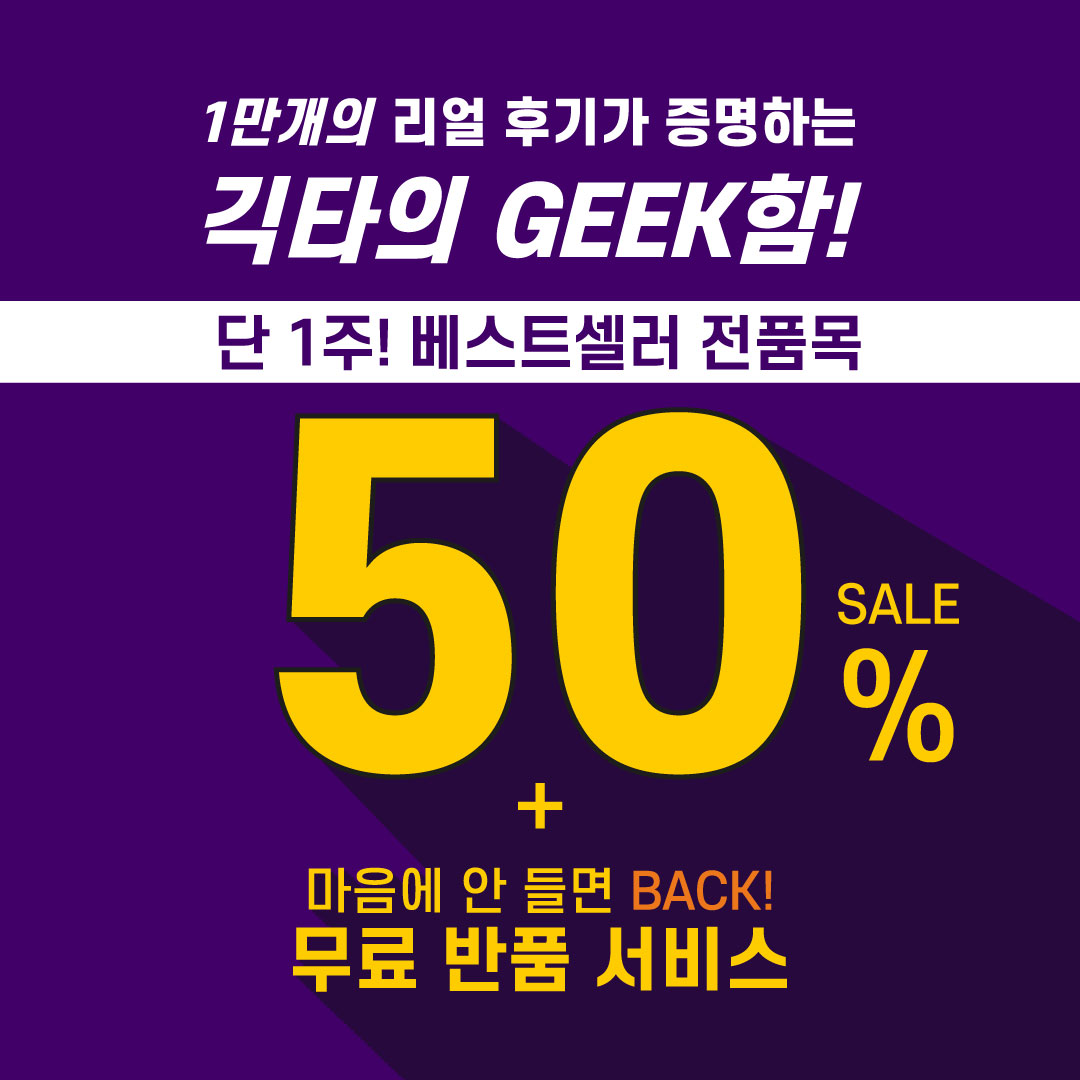 1만개의 리얼 후기가 증명하는
긱타의 GEEK함!
단 1주! 베스트셀러 전품목
50
SALE
%
+
마음에 안 들면 BACK!
무료 반품 서비스